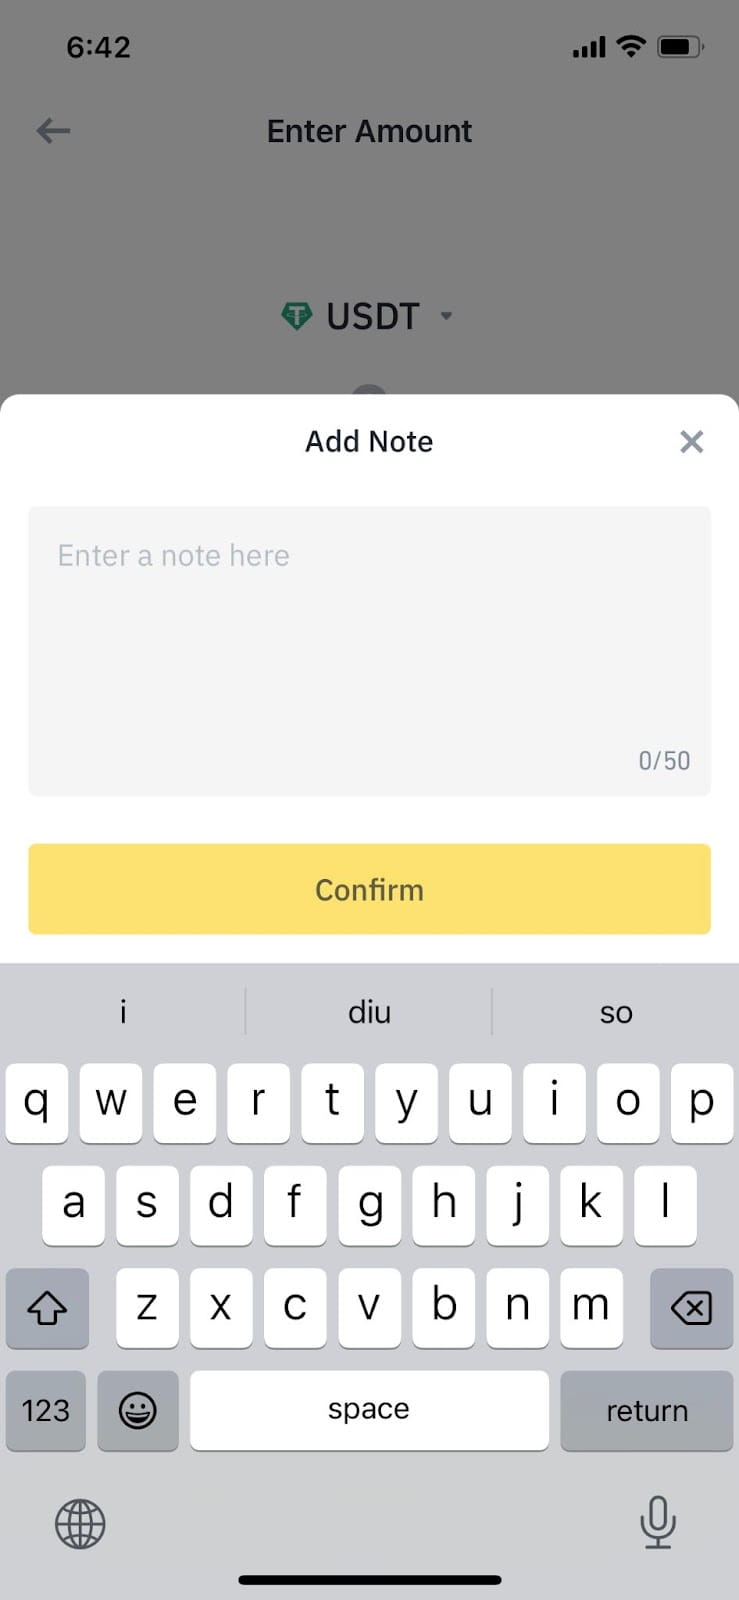 6:42
Enter Amount
USDT
Add Note
Enter a note here
0/50
Confirm
i diu so
q w e r t y u i o p
a s d f g h j k l
z x c v b n m
123 space return